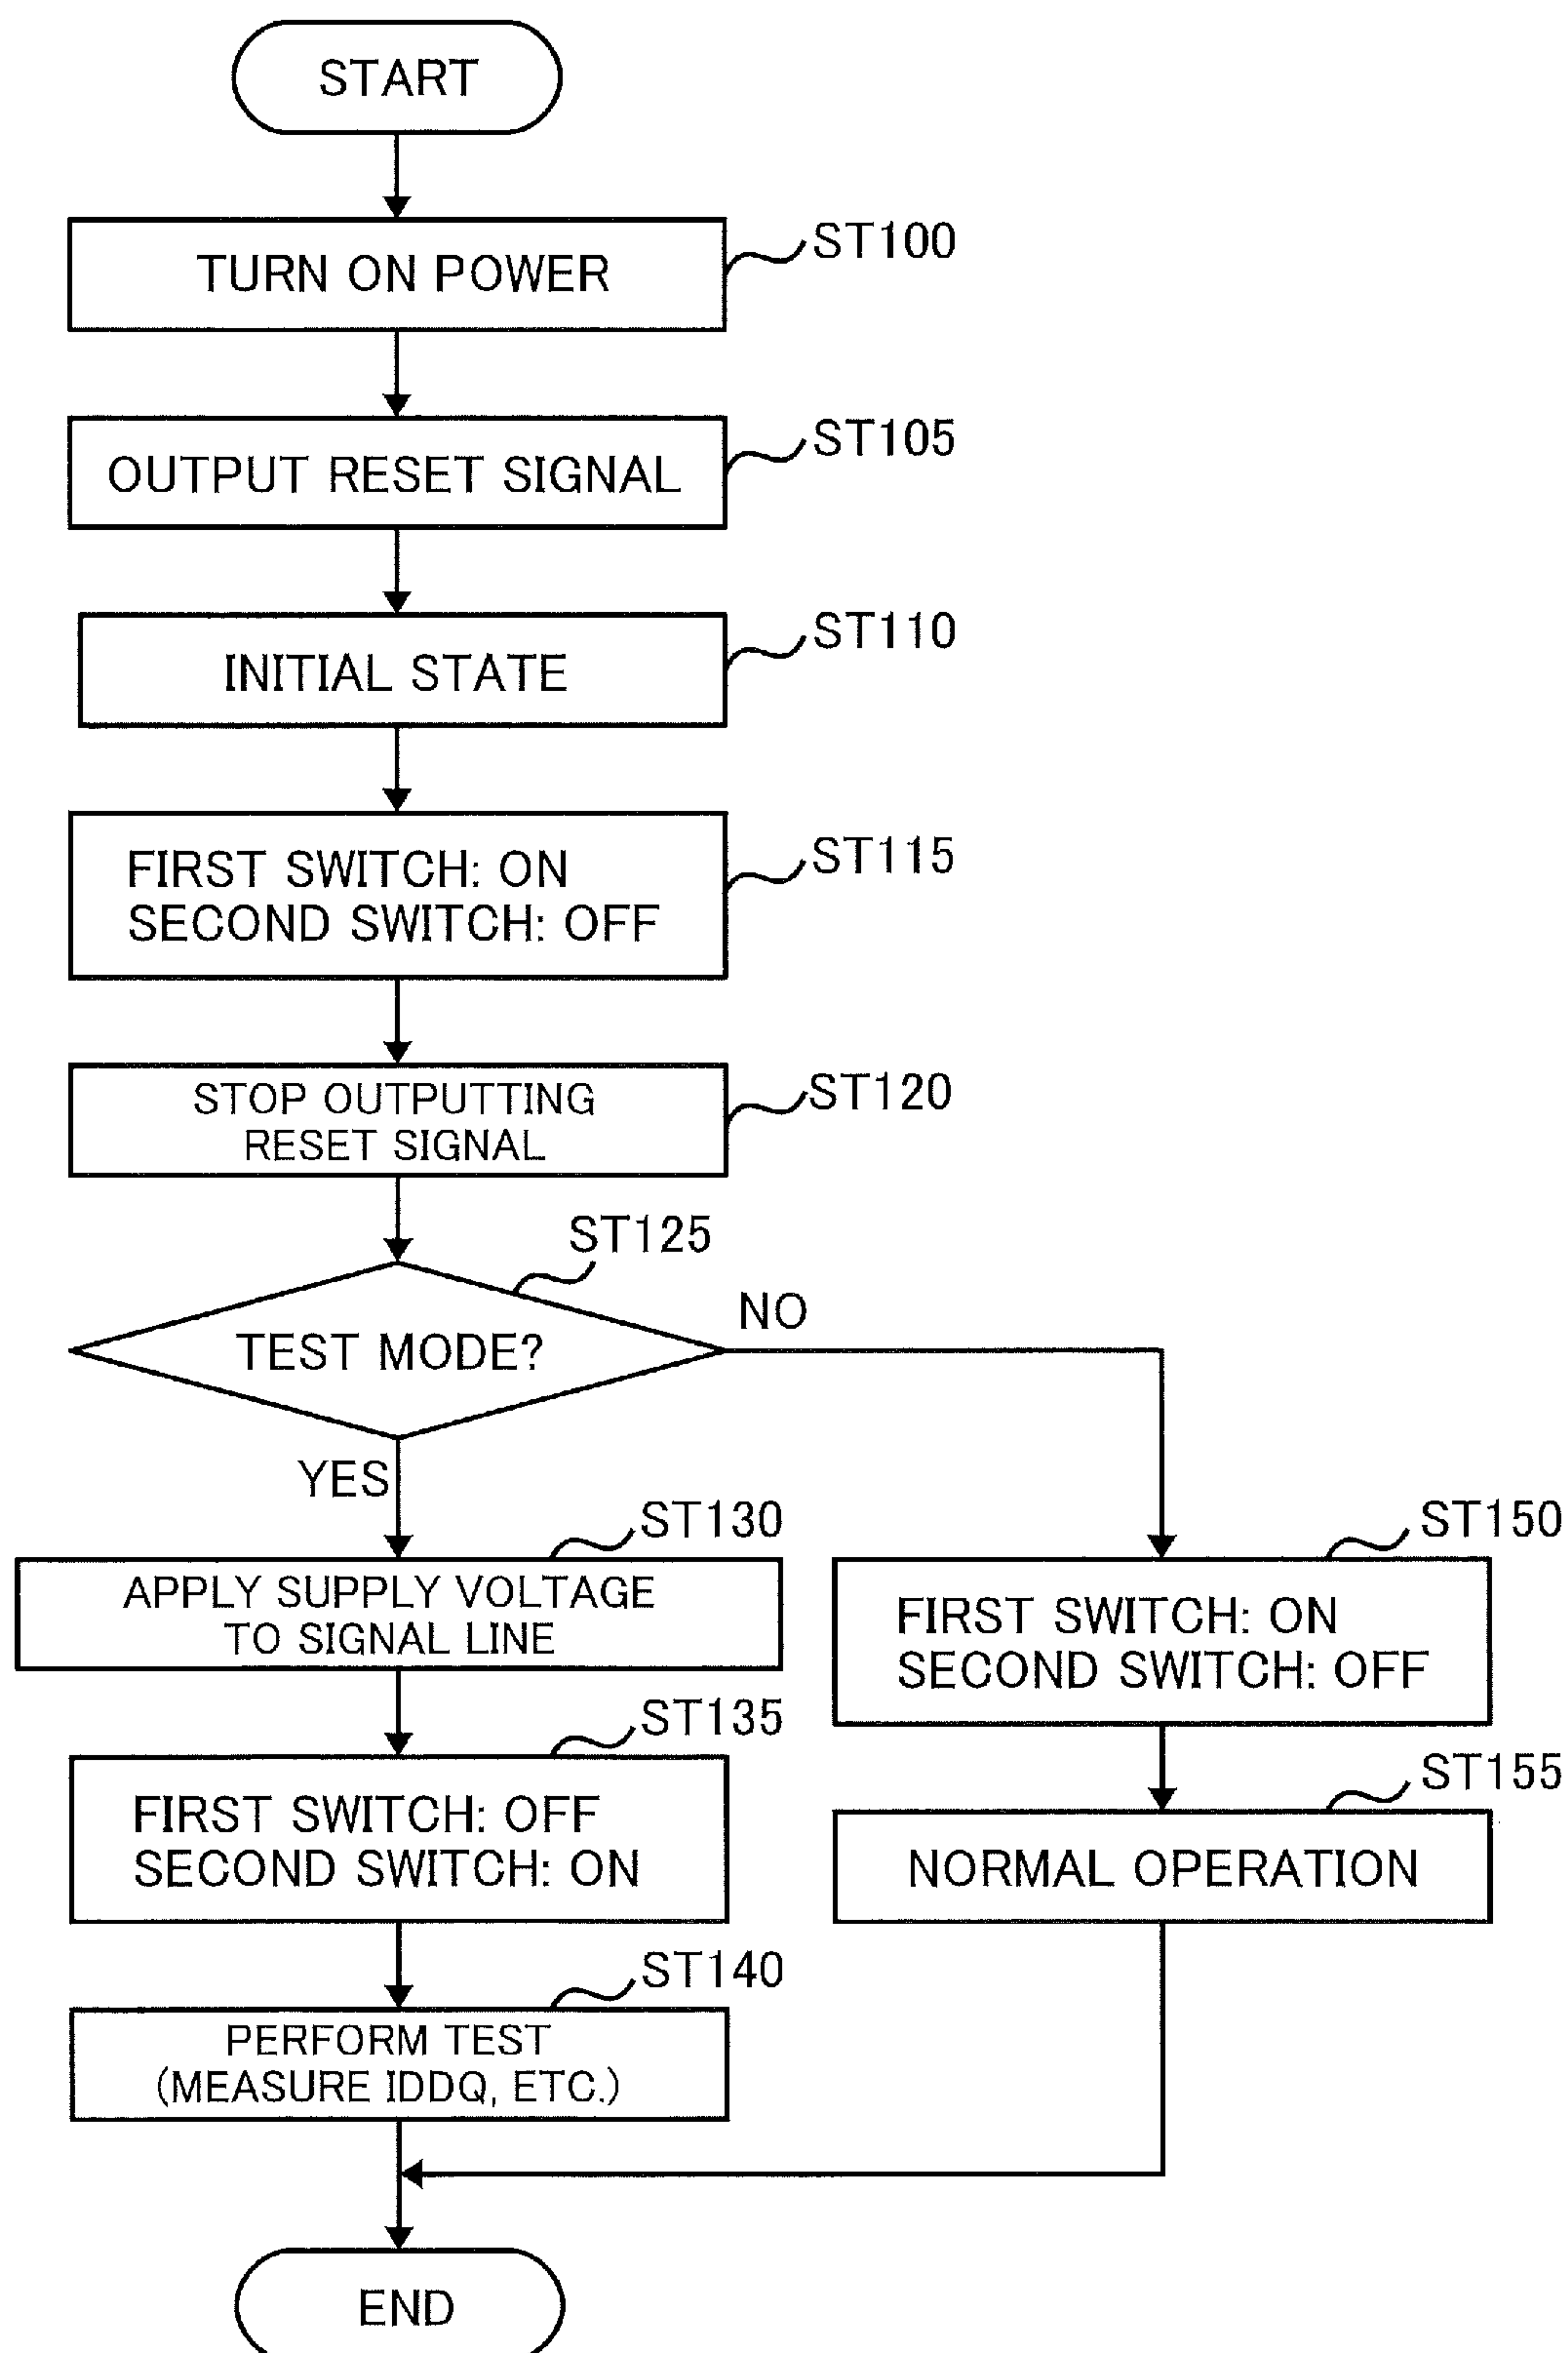 START
TURN ON POWER
ST100
OUTPUT RESET SIGNAL
ST105
INITIAL STATE
ST110
FIRST SWITCH: ON
SECOND SWITCH: OFF
ST115
STOP OUTPUTTING
RESET SIGNAL
ST120
ST125
TEST MODE?
NO
YES
ST130
APPLY SUPPLY VOLTAGE
TO SIGNAL LINE
ST135
FIRST SWITCH: OFF
SECOND SWITCH: ON
ST140
PERFORM TEST
(MEASURE IDDQ, ETC.)
ST150
FIRST SWITCH: ON
SECOND SWITCH: OFF
ST155
NORMAL OPERATION
END